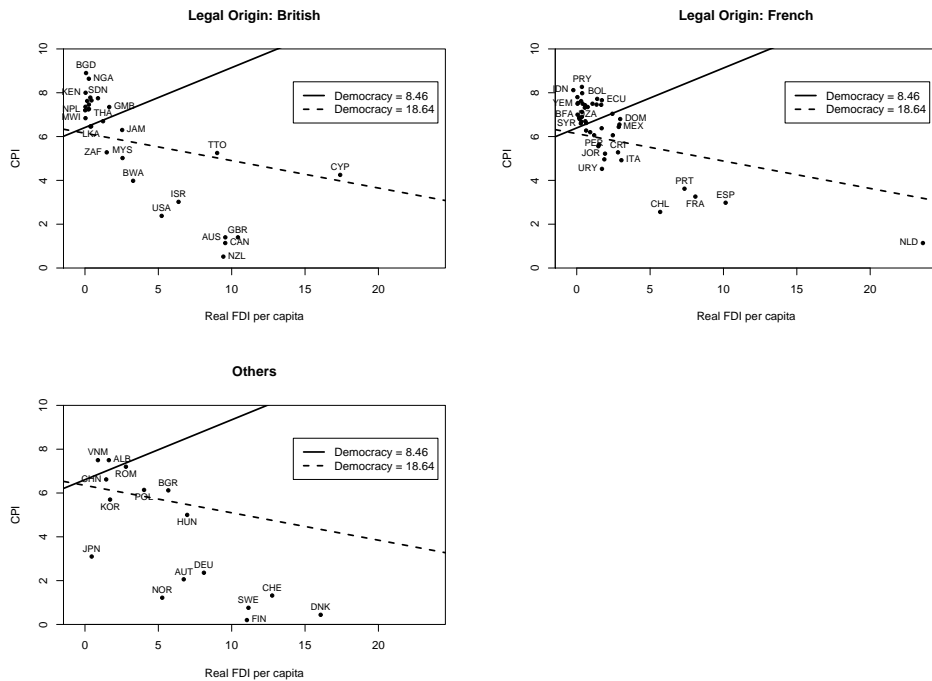 Legal Origin: British
CPI
10
8
6
4
2
0
BGD
NGA
KEN
SDN
NPL
GMB
MWI
THA
LKA
JAM
ZAF
MYS
TTO
BWA
CYP
ISR
USA
AUS
GBR
CAN
NZL
Democracy = 8.46
Democracy = 18.64
0 5 10 15 20
Real FDI per capita
Legal Origin: French
CPI
10
8
6
4
2
0
PRY
IDN
BOL
YEM
ECU
BFA
DZA
SYR
DOM
MEX
PER
CRI
JOR
ITA
URY
PRT
CHL
FRA
ESP
NLD
Democracy = 8.46
Democracy = 18.64
0 5 10 15 20
Real FDI per capita
Others
CPI
10
8
6
4
2
0
VNM
ALB
CHN
ROM
KOR
POL
BGR
HUN
JPN
AUT
DEU
NOR
SWE
CHE
FIN
DNK
Democracy = 8.46
Democracy = 18.64
0 5 10 15 20
Real FDI per capita